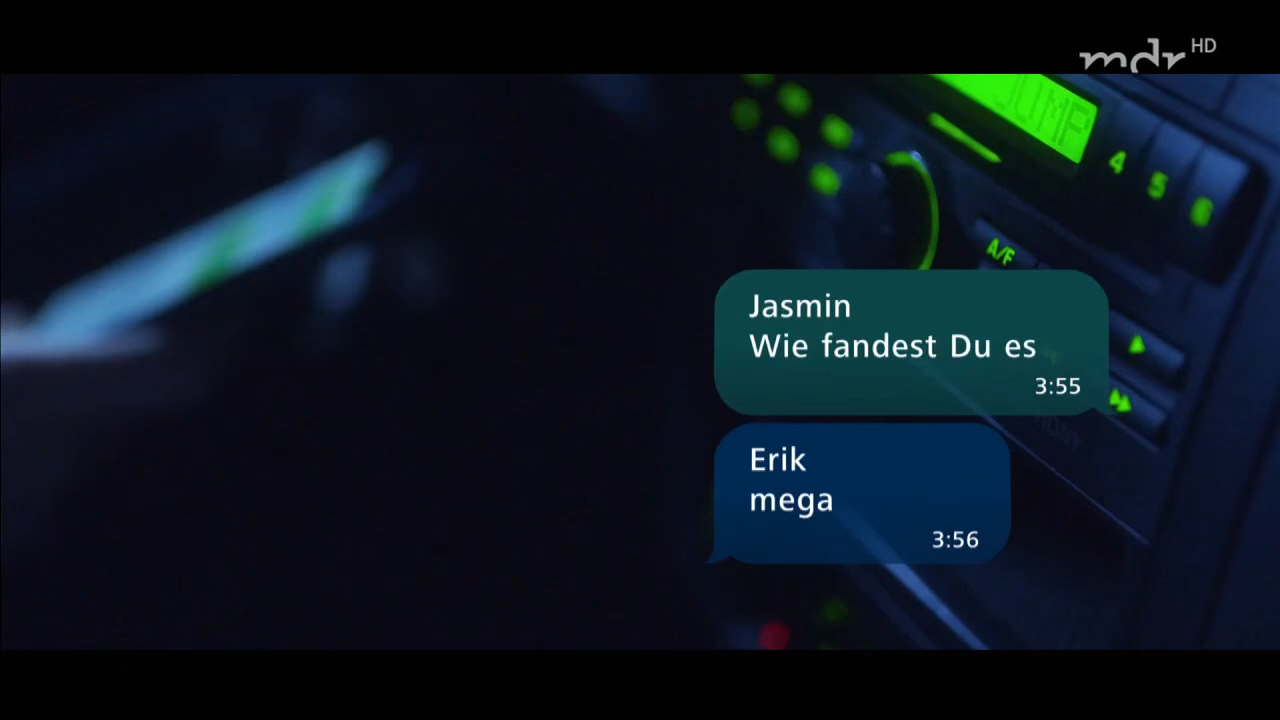 mdr HD
JUMP
4 5 6
A/F
Jasmin
Wie fandest Du es
3:55
Erik
mega
3:56